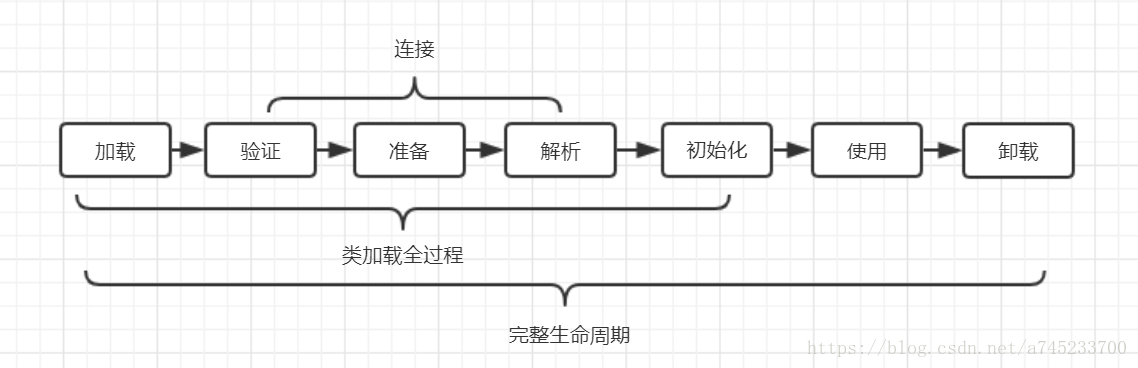 连接
加载
验证
准备
解析
初始化
使用
卸载
类加载全过程
完整生命周期
https://blog.csdn.net/a745233700